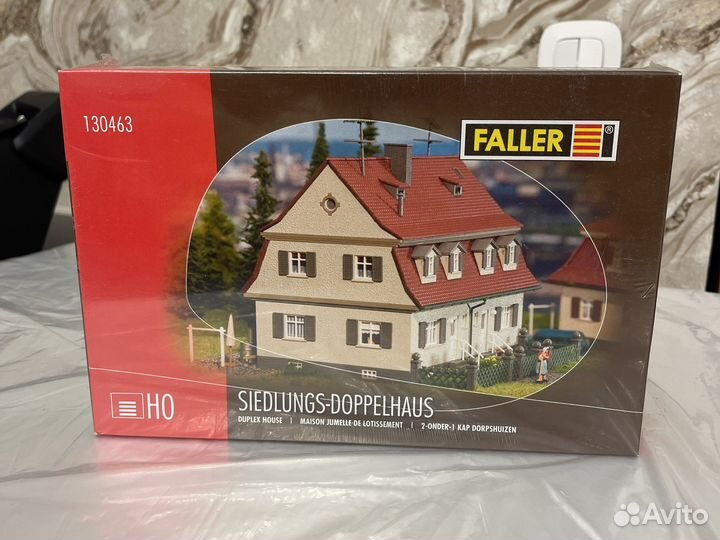 130463
FALLER®
HO
SIEDLUNGS-DOPPELHAUS
DUPLEX HOUSE | MAISON JUMELLE DE LOTISSEMENT | 2-ONDER-1 KAP DORPSHUIZEN
Avito